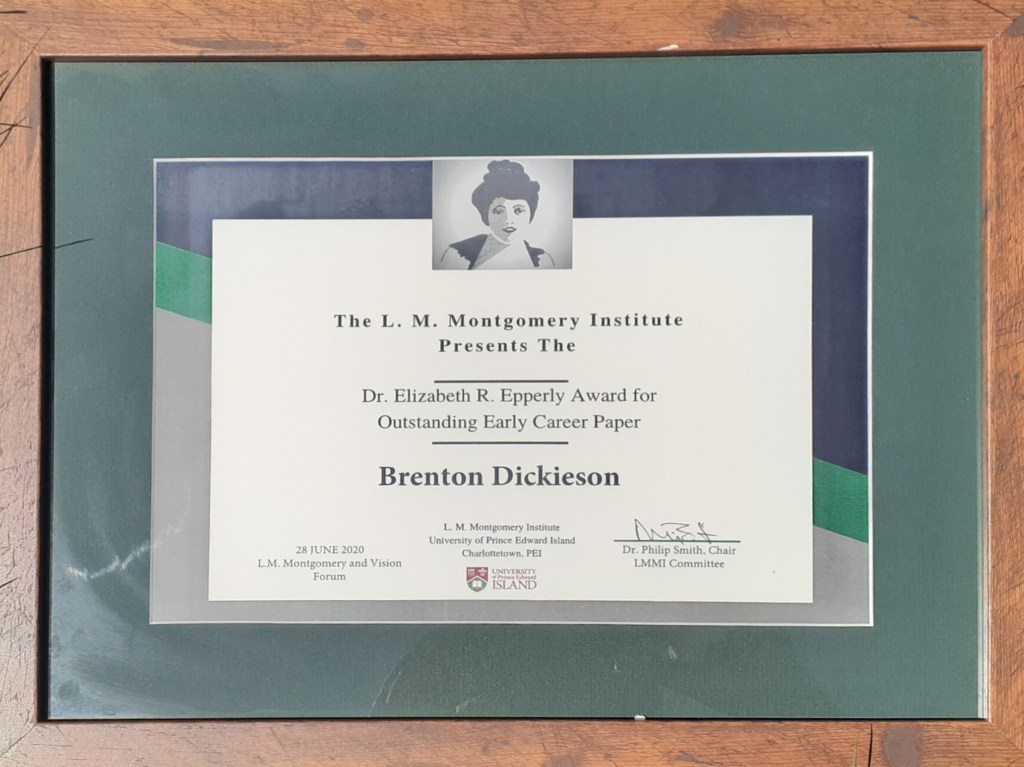 The L. M. Montgomery Institute
Presents The
Dr. Elizabeth R. Epperly Award for
Outstanding Early Career Paper
Brenton Dickieson
28 JUNE 2020
L.M. Montgomery and Vision
Forum
L. M. Montgomery Institute
University of Prince Edward Island
Charlottetown, PEI
UNIVERSITY
of Prince Edward
ISLAND
Dr. Philip Smith, Chair
LMMI Committee